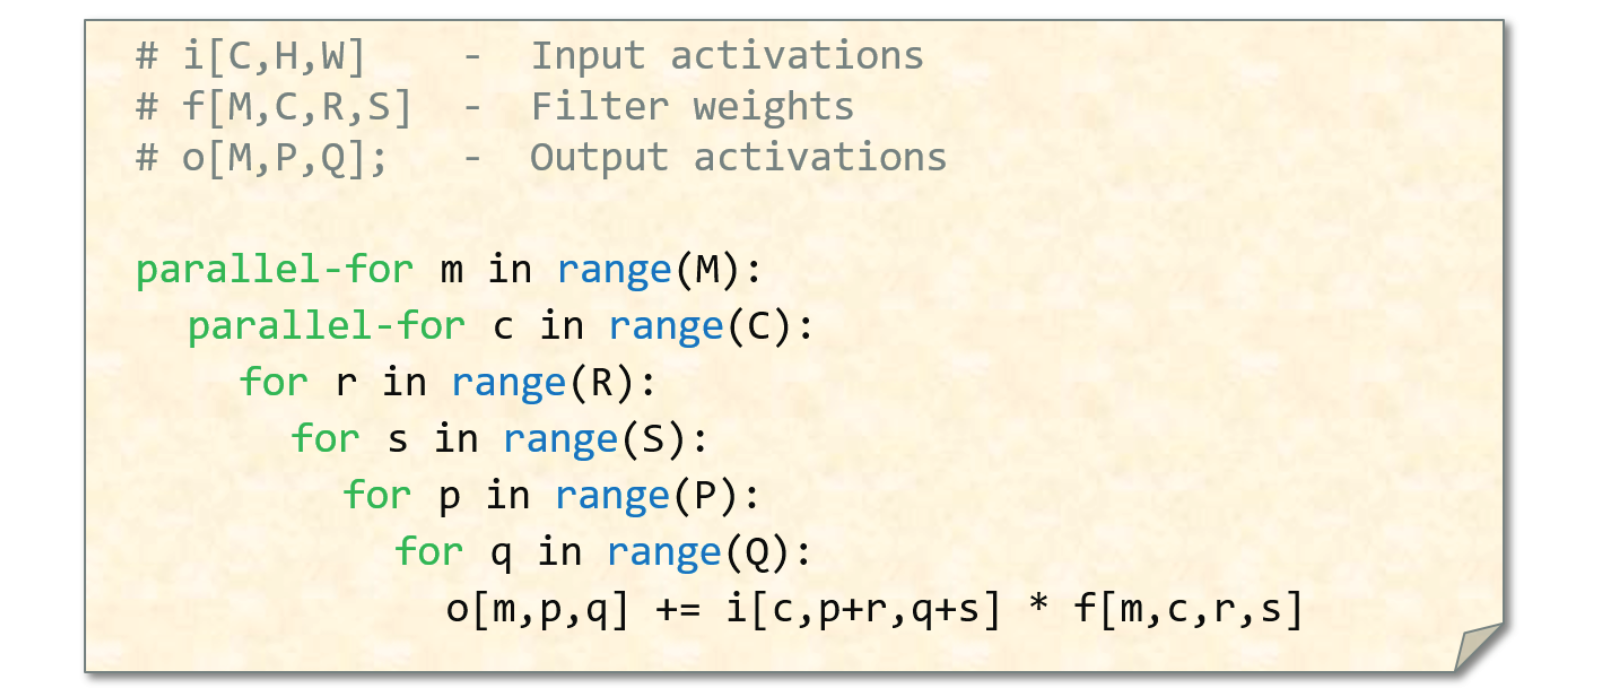 # i[C,H,W] - Input activations
# f[M,C,R,S] - Filter weights
# o[M,P,Q]; - Output activations
parallel-for m in range(M):
parallel-for c in range(C):
for r in range(R):
for s in range(S):
for p in range(P):
for q in range(Q):
o[m,p,q] += i[c,p+r,q+s] * f[m,c,r,s]